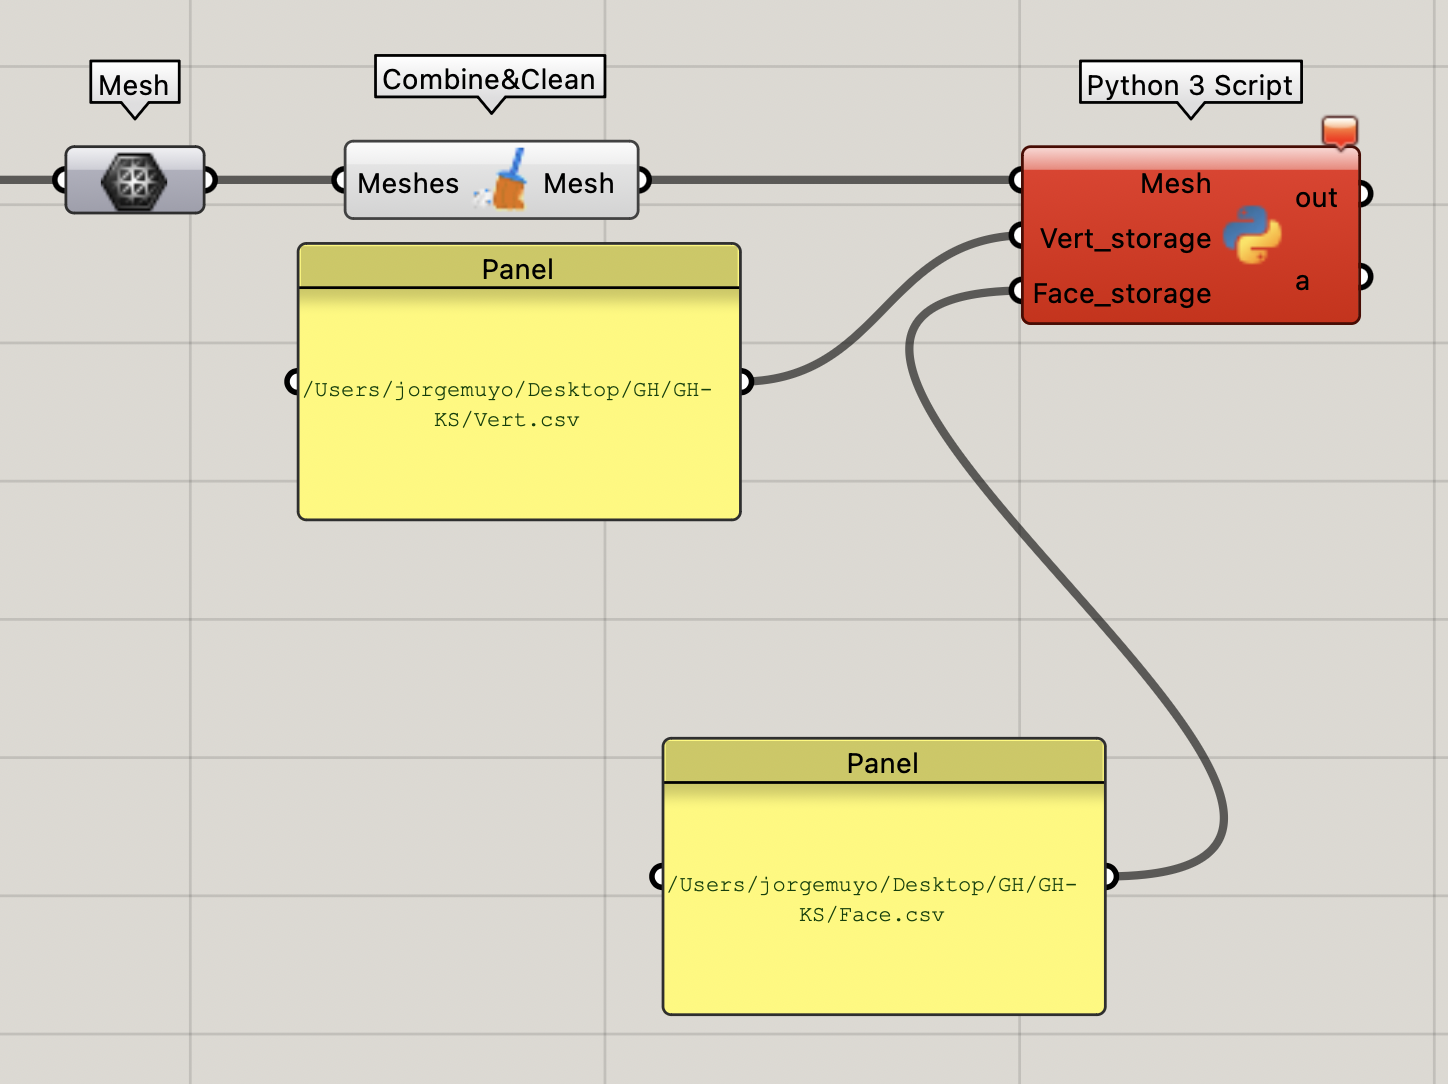 Mesh
Combine&Clean
Python 3 Script
Meshes
Mesh
Mesh
Vert_storage
Face_storage
out
a
Panel
/Users/jorgemuyo/Desktop/GH/GH-
KS/Vert.csv
Panel
/Users/jorgemuyo/Desktop/GH/GH-
KS/Face.csv